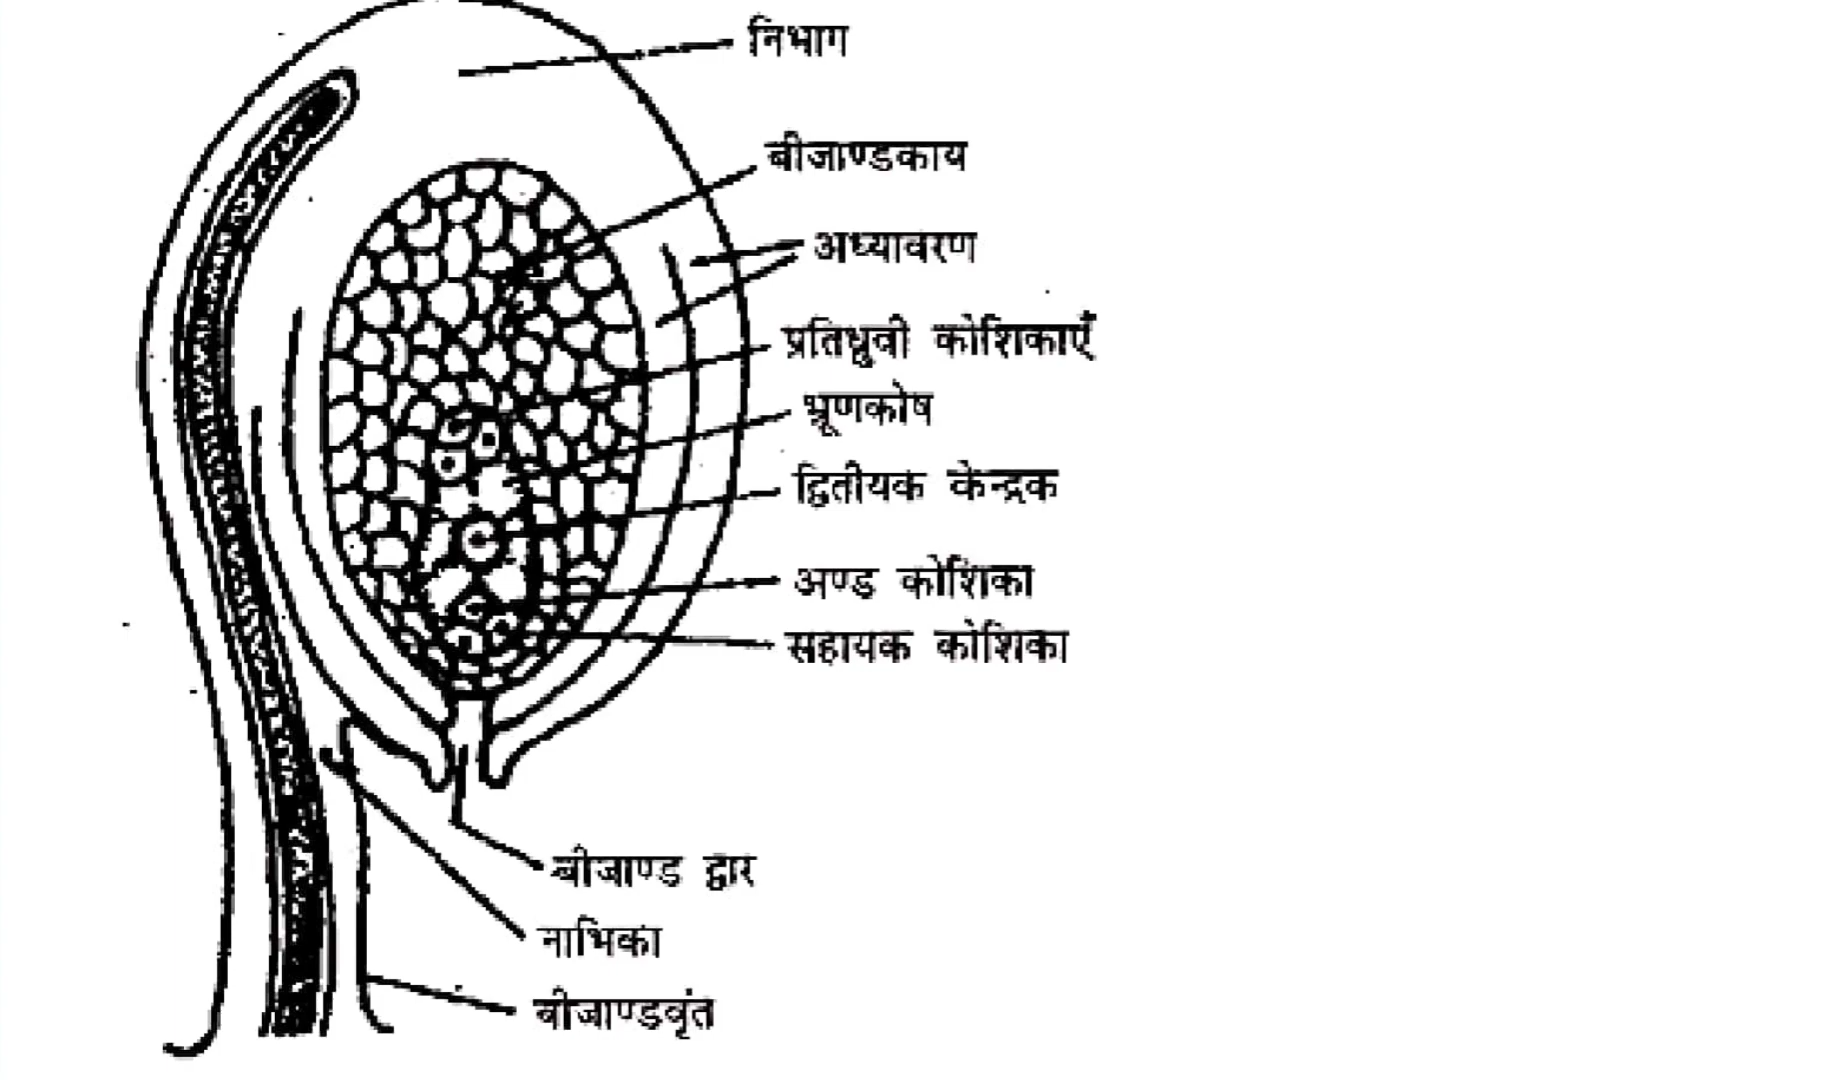 निभाग
बीजाण्डकाय
अध्यावरण
प्रतिध्रुवी कोशिकाएँ
भ्रूणकोष
द्वितीयक केन्द्रक
अण्ड कोशिका
सहायक कोशिका
बीजाण्ड द्वार
नाभिका
बीजाण्डवृंत